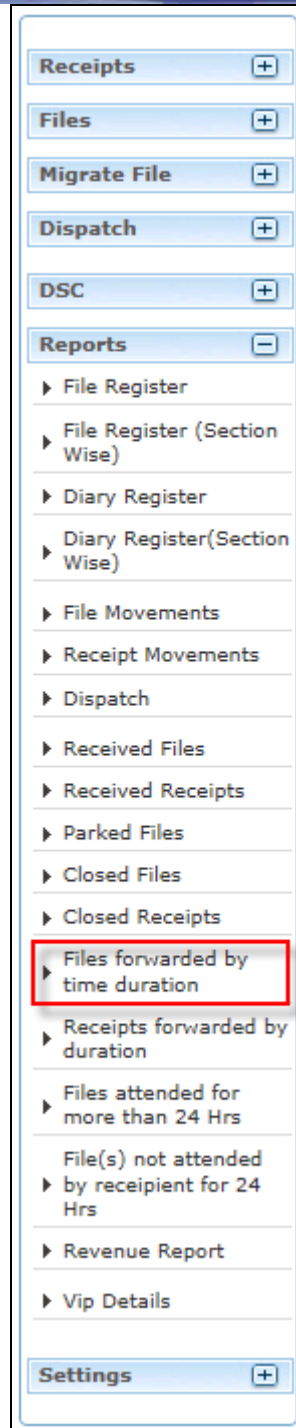 Receipts
Files
Migrate File
Dispatch
DSC
Reports
File Register
File Register (Section
Wise)
Diary Register
Diary Register(Section
Wise)
File Movements
Receipt Movements
Dispatch
Received Files
Received Receipts
Parked Files
Closed Files
Closed Receipts
Files forwarded by
time duration
Receipts forwarded by
duration
Files attended for
more than 24 Hrs
File(s) not attended
by receipient for 24
Hrs
Revenue Report
Vip Details
Settings